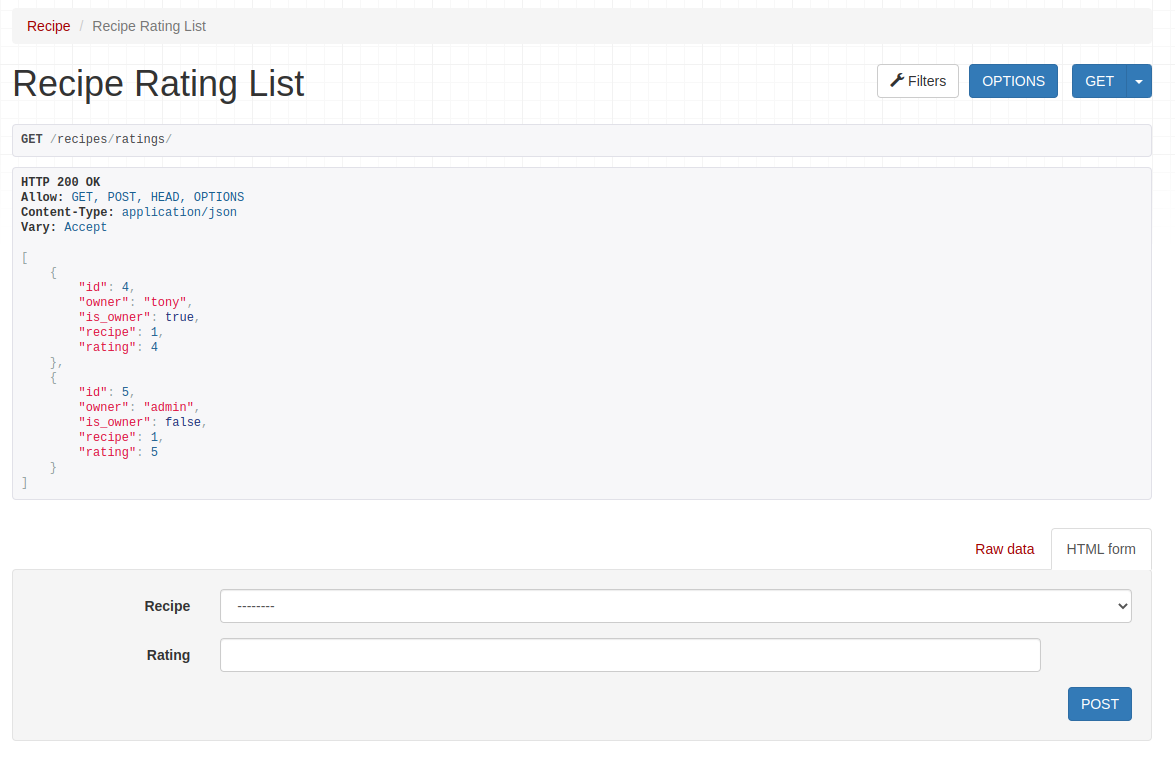 Recipe / Recipe Rating List
Recipe Rating List
Filters
OPTIONS
GET
GET /recipes/ratings/
HTTP 200 OK
Allow: GET, POST, HEAD, OPTIONS
Content-Type: application/json
Vary: Accept
[
    {
        "id": 4,
        "owner": "tony",
        "is_owner": true,
        "recipe": 1,
        "rating": 4
    },
    {
        "id": 5,
        "owner": "admin",
        "is_owner": false,
        "recipe": 1,
        "rating": 5
    }
]
Raw data
HTML form
Recipe
--------
Rating
POST